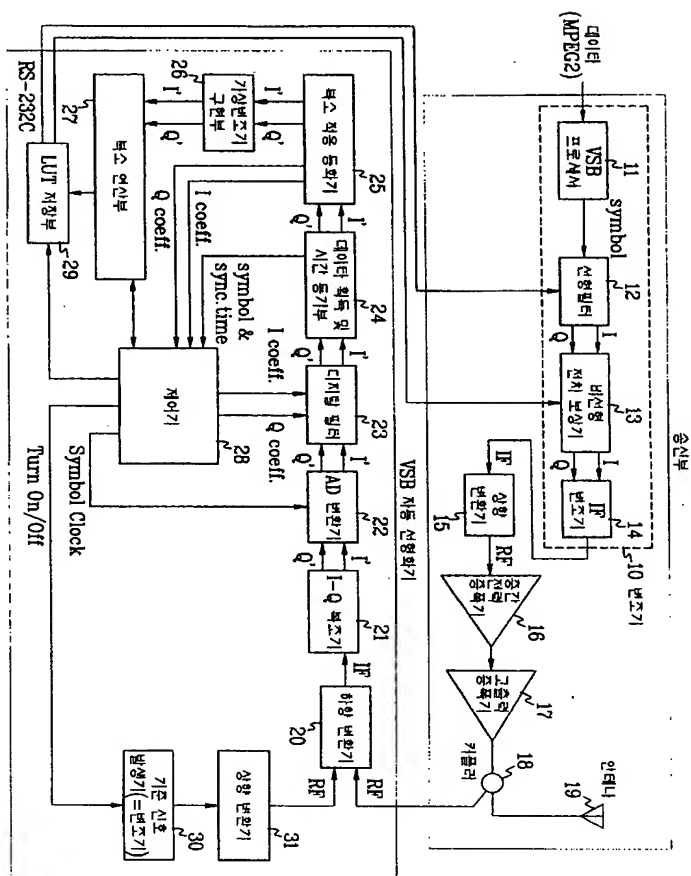 송신부
데이타
(MPEG2)
VSB
프로세서
11
symbol
선형필터
12
I
Q
비선형
전치 보상기
13
I
Q
IF
변조기
14
10 변조기
IF
상향
변환기
15
RF
중간
전력
증폭기
16
고출력
증폭기
17
커플러
18
안테나
19
RF
VSB 자동 선형화기
RS-232C
LUT 저장부
29
복소 연산부
27
I'
Q'
가상변조기
구현부
26
I'
Q'
복소 적응 등화기
25
I coeff.
Q coeff.
I'
Q'
데이타 획득 및
시간 동기부
24
symbol &
sync.time
I'
Q'
디지털 필터
23
I coeff.
Q coeff.
I'
Q'
AD
변환기
22
I'
Q'
I-Q 복조기
21
IF
하향 변환기
20
RF
제어기
28
Symbol Clock
Turn On/Off
기준 신호
발생기(=변조기)
30
상향 변환기
31